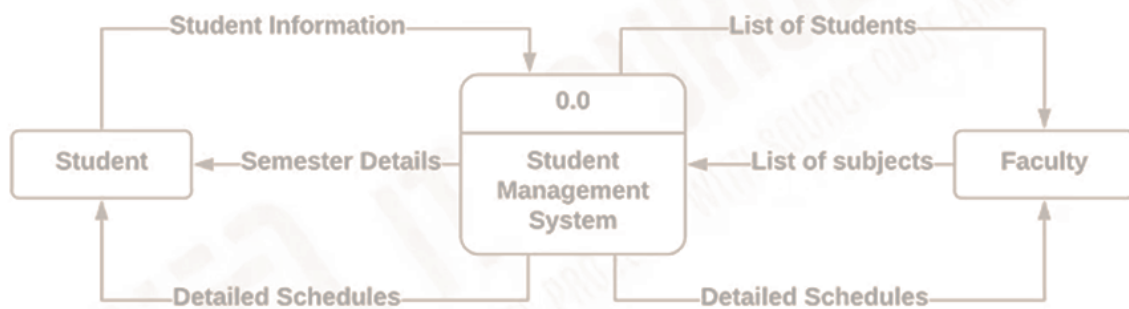 Student Information
List of Students
0.0
Student
Semester Details
Student
Management
System
List of subjects
Faculty
Detailed Schedules
Detailed Schedules